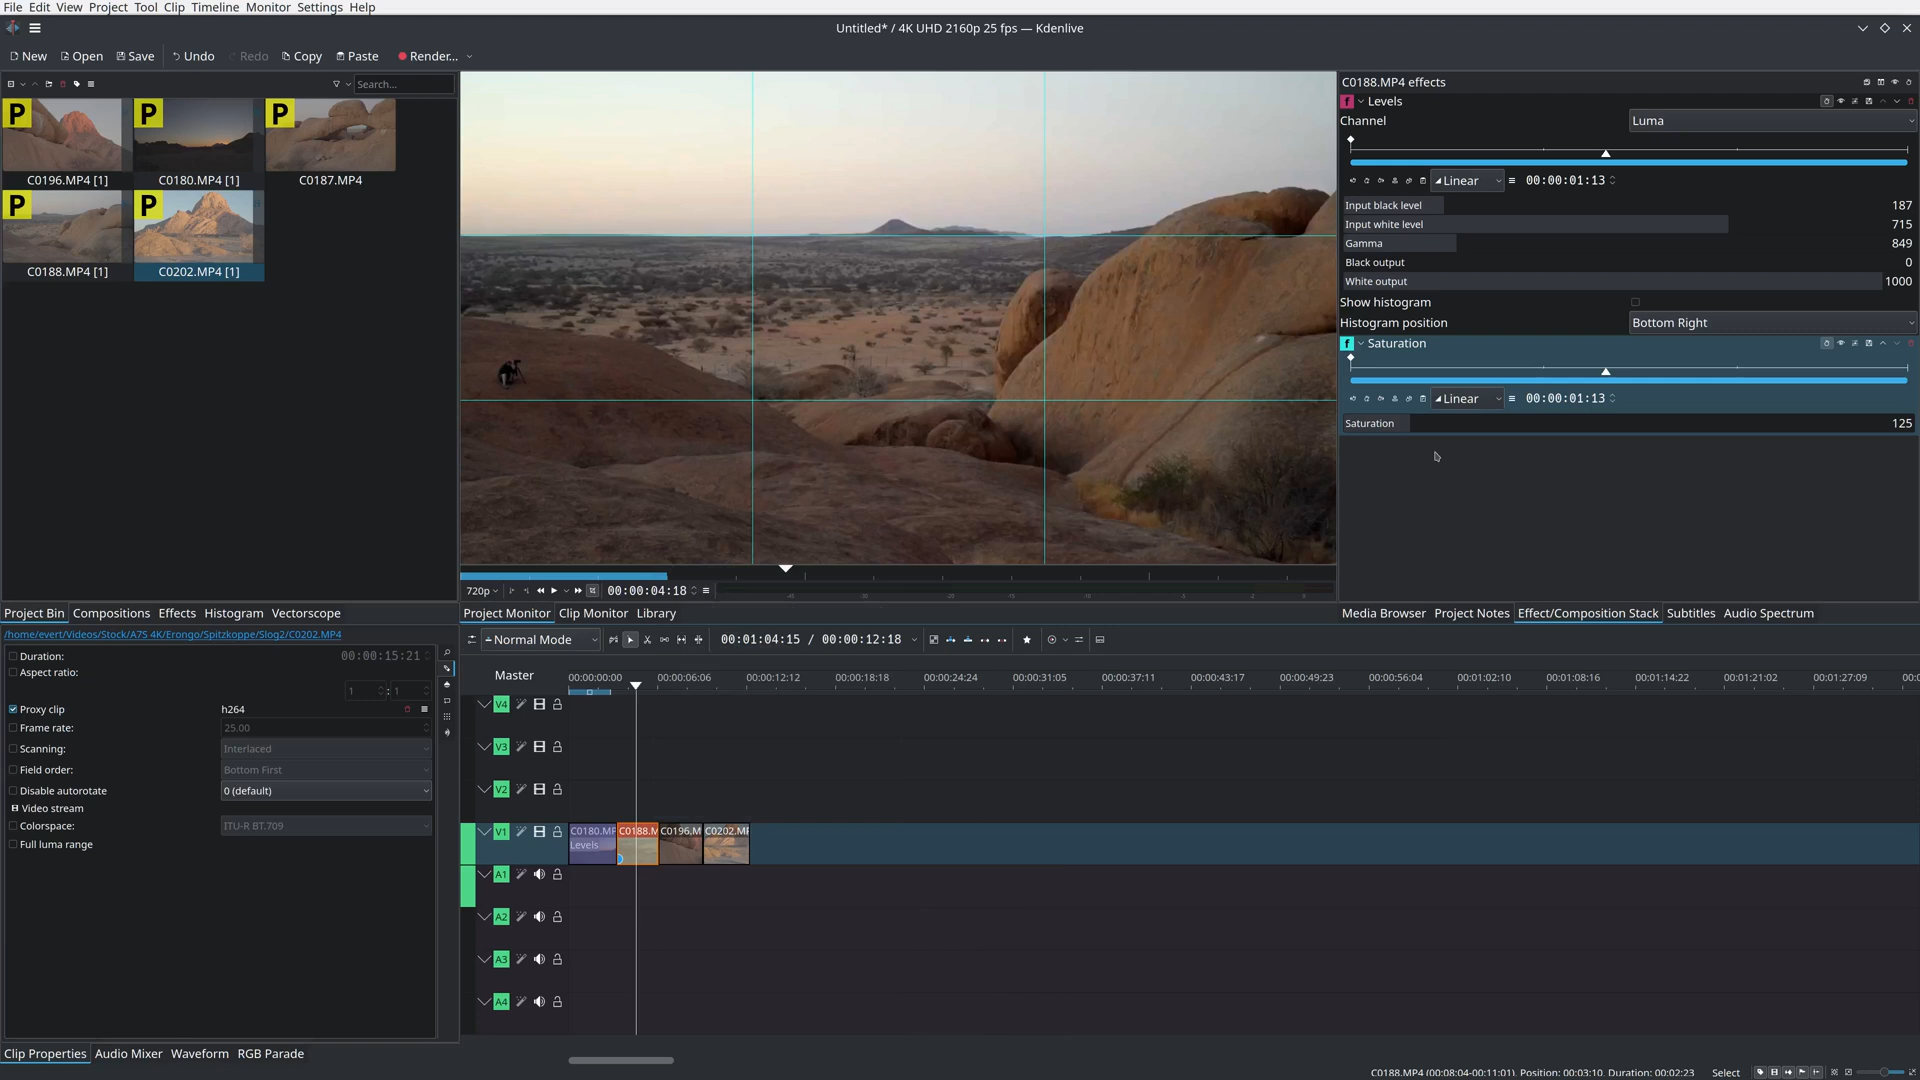 File Edit View Project Tool Clip Timeline Monitor Settings Help
Untitled* / 4K UHD 2160p 25 fps — Kdenlive
New Open Save Undo Redo Copy Paste Render...
Search...
P P P
C0196.MP4 [1] C0180.MP4 [1] C0187.MP4
P P
C0188.MP4 [1] C0202.MP4 [1]
720p 00:00:04:18
C0188.MP4 effects
f Levels
Channel Luma
Linear 00:00:01:13
Input black level 187
Input white level 715
Gamma 849
Black output 0
White output 1000
Show histogram
Histogram position Bottom Right
f Saturation
Linear 00:00:01:13
Saturation 125
Project Bin Compositions Effects Histogram Vectorscope
Project Monitor Clip Monitor Library
Media Browser Project Notes Effect/Composition Stack Subtitles Audio Spectrum
/home/evert/Videos/Stock/A7S 4K/Erongo/Spitzkoppe/Slog2/C0202.MP4
Duration: 00:00:15:21
Aspect ratio:
1 : 1
Proxy clip h264
Frame rate: 25.00
Scanning: Interlaced
Field order: Bottom First
Disable autorotate 0 (default)
Video stream
Colorspace: ITU-R BT.709
Full luma range
Clip Properties Audio Mixer Waveform RGB Parade
Normal Mode 00:01:04:15 / 00:00:12:18
Master 00:00:00:00 00:00:06:06 00:00:12:12 00:00:18:18 00:00:24:24 00:00:31:05 00:00:37:11 00:00:43:17 00:00:49:23 00:00:56:04 00:01:02:10 00:01:08:16 00:01:14:22 00:01:21:02 00:01:27:09
V4
V3
V2
V1 C0180.MP C0188.M C0196.M C0202.MP
Levels
A1
A2
A3
A4
C0188.MP4 (00:08:04-00:11:01), Position: 00:03:10, Duration: 00:02:23 Select